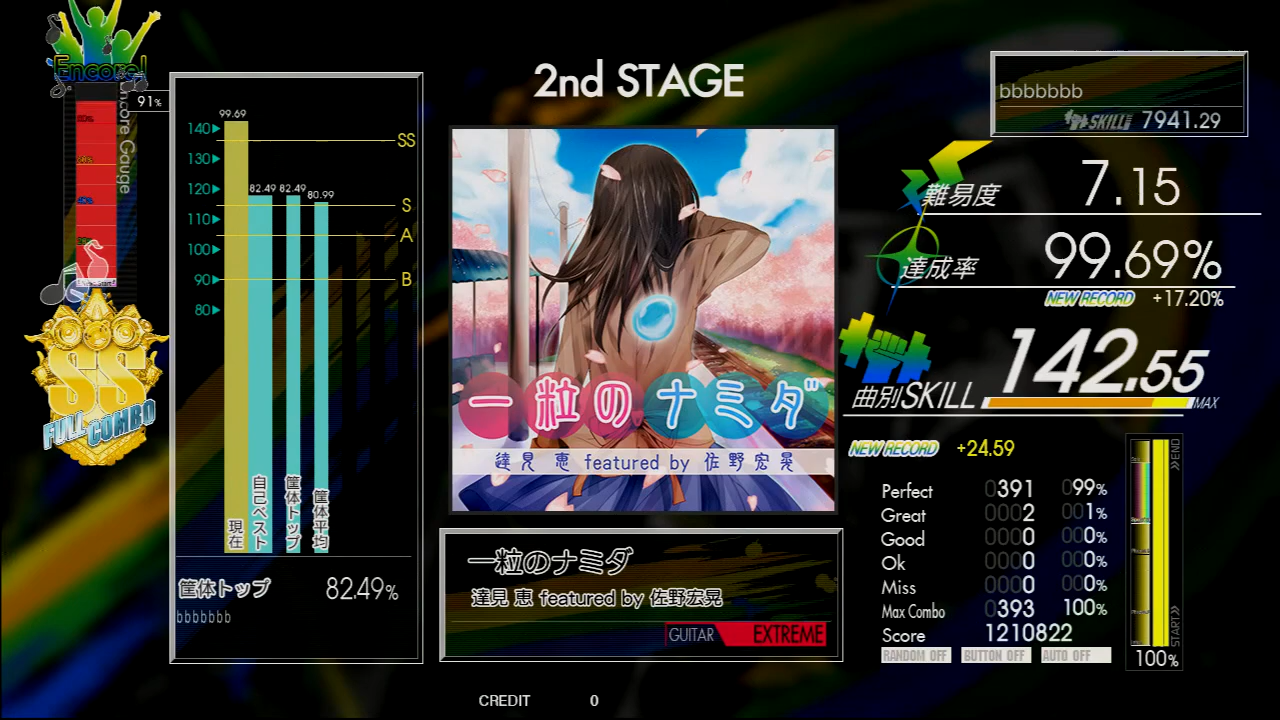 2nd STAGE
Encore!
91%
Encore Gauge
SS
FULL COMBO
99.69
140
130
120
110
100
90
80
SS
S
A
B
82.49
82.49
80.99
現在
自己ベスト
筐体トップ
筐体平均
筐体トップ 82.49%
bbbbbbb
一粒のナミダ
達見 恵 featured by 佐野宏晃
一粒のナミダ
達見 恵 featured by 佐野宏晃
GUITAR EXTREME
CREDIT 0
bbbbbbb
SKILL 7941.29
難易度 7.15
達成率 99.69%
NEW RECORD +17.20%
曲別SKILL 142.55
MAX
NEW RECORD +24.59
Perfect 0391 099%
Great 0002 001%
Good 0000 000%
Ok 0000 000%
Miss 0000 000%
Max Combo 0393 100%
Score 1210822
RANDOM OFF BUTTON OFF AUTO OFF
END
START
100%